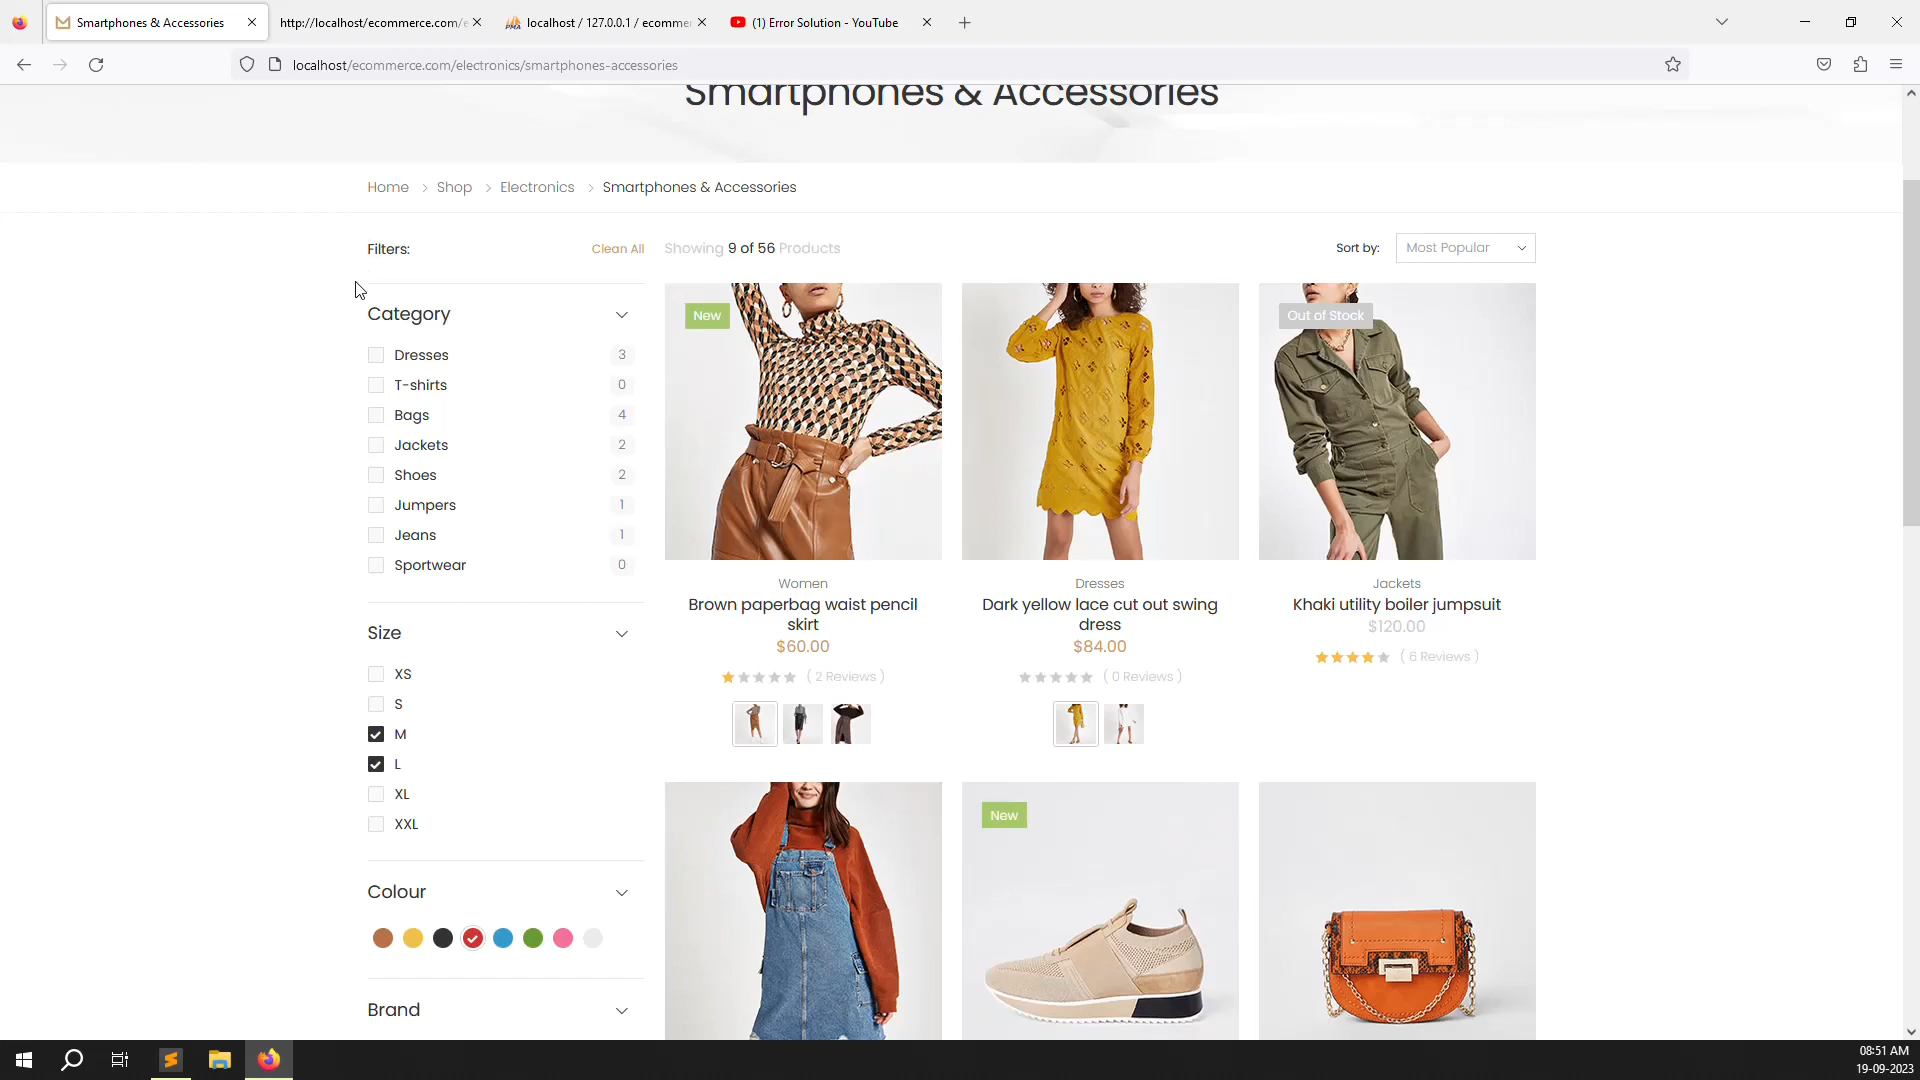 Smartphones & Accessories
http://localhost/ecommerce.com/e
localhost / 127.0.0.1 / ecommer
(1) Error Solution - YouTube
localhost/ecommerce.com/electronics/smartphones-accessories
Smartphones & Accessories
Home > Shop > Electronics > Smartphones & Accessories
Filters:
Clean All
Showing 9 of 56 Products
Sort by:
Most Popular
Category
Dresses 3
T-shirts 0
Bags 4
Jackets 2
Shoes 2
Jumpers 1
Jeans 1
Sportwear 0
Size
XS
S
M
L
XL
XXL
Colour
Brand
New
Women
Brown paperbag waist pencil
skirt
$60.00
( 2 Reviews )
Dresses
Dark yellow lace cut out swing
dress
$84.00
( 0 Reviews )
Out of Stock
Jackets
Khaki utility boiler jumpsuit
$120.00
( 6 Reviews )
New
08:51 AM
19-09-2023